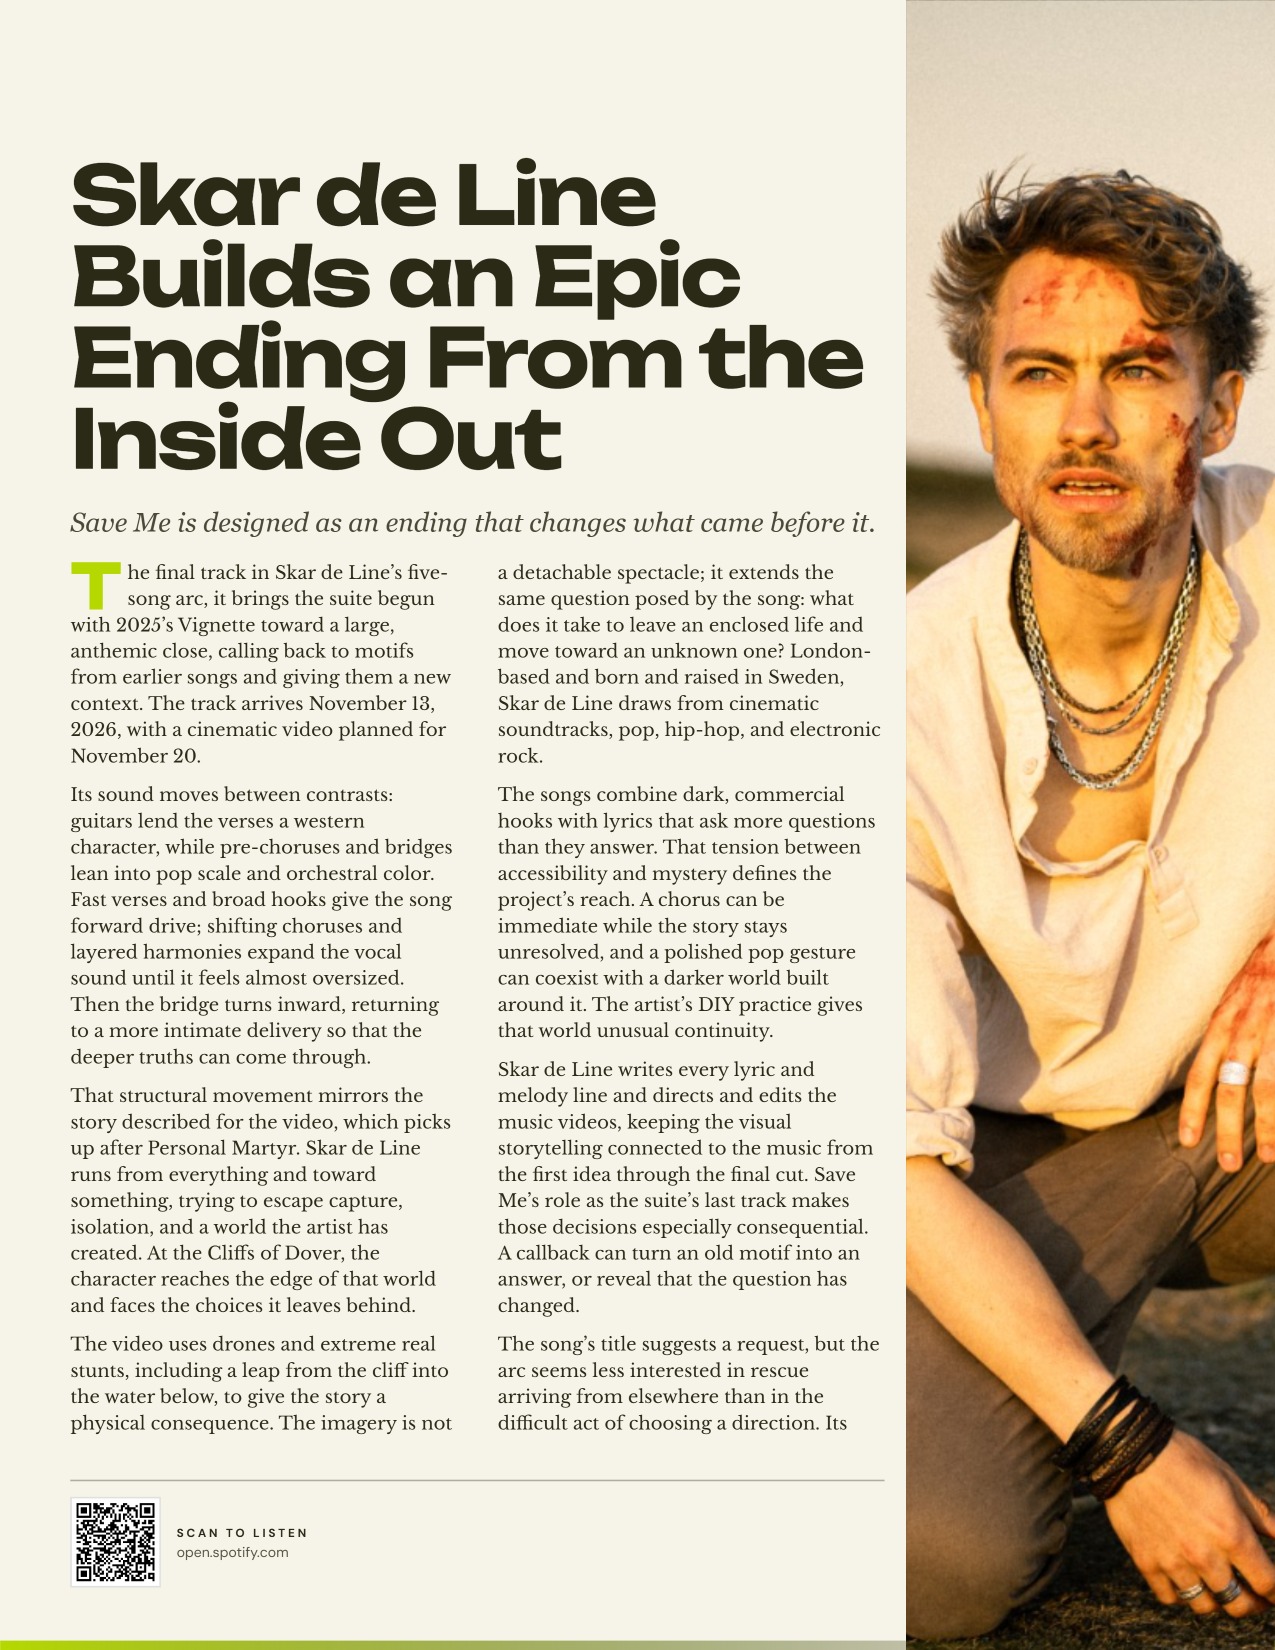 Skar de Line
Builds an Epic
Ending From the
Inside Out
Save Me is designed as an ending that changes what came before it.
The final track in Skar de Line’s five-
song arc, it brings the suite begun
with 2025’s Vignette toward a large,
anthemic close, calling back to motifs
from earlier songs and giving them a new
context. The track arrives November 13,
2026, with a cinematic video planned for
November 20.
Its sound moves between contrasts:
guitars lend the verses a western
character, while pre-choruses and bridges
lean into pop scale and orchestral color.
Fast verses and broad hooks give the song
forward drive; shifting choruses and
layered harmonies expand the vocal
sound until it feels almost oversized.
Then the bridge turns inward, returning
to a more intimate delivery so that the
deeper truths can come through.
That structural movement mirrors the
story described for the video, which picks
up after Personal Martyr. Skar de Line
runs from everything and toward
something, trying to escape capture,
isolation, and a world the artist has
created. At the Cliffs of Dover, the
character reaches the edge of that world
and faces the choices it leaves behind.
The video uses drones and extreme real
stunts, including a leap from the cliff into
the water below, to give the story a
physical consequence. The imagery is not
a detachable spectacle; it extends the
same question posed by the song: what
does it take to leave an enclosed life and
move toward an unknown one? London-
based and born and raised in Sweden,
Skar de Line draws from cinematic
soundtracks, pop, hip-hop, and electronic
rock.
The songs combine dark, commercial
hooks with lyrics that ask more questions
than they answer. That tension between
accessibility and mystery defines the
project’s reach. A chorus can be
immediate while the story stays
unresolved, and a polished pop gesture
can coexist with a darker world built
around it. The artist’s DIY practice gives
that world unusual continuity.
Skar de Line writes every lyric and
melody line and directs and edits the
music videos, keeping the visual
storytelling connected to the music from
the first idea through the final cut. Save
Me’s role as the suite’s last track makes
those decisions especially consequential.
A callback can turn an old motif into an
answer, or reveal that the question has
changed.
The song’s title suggests a request, but the
arc seems less interested in rescue
arriving from elsewhere than in the
difficult act of choosing a direction. Its
SCAN TO LISTEN
open.spotify.com